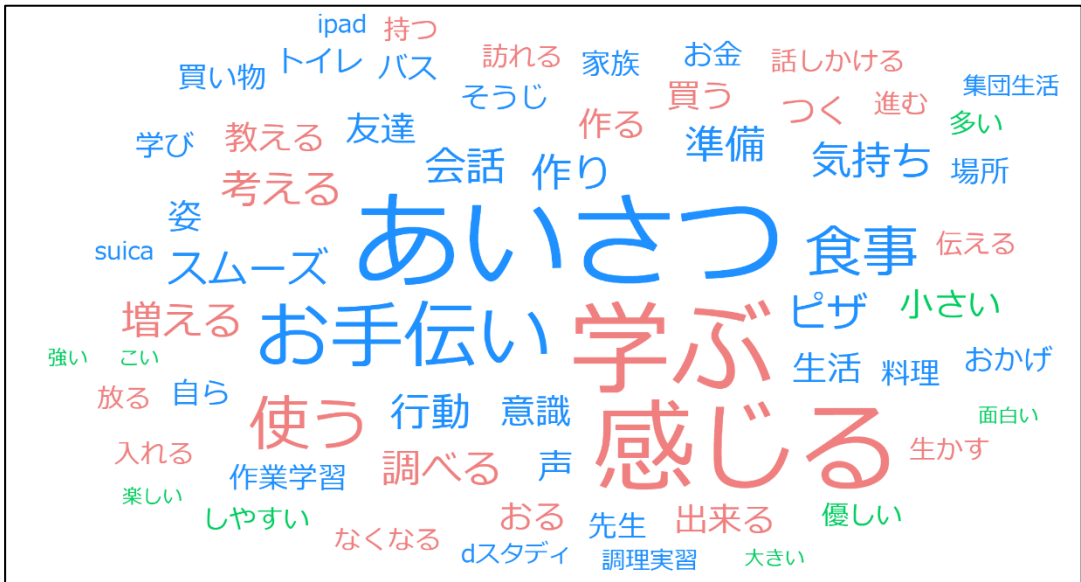 ipad 持つ
買い物 トイレ バス 訪れる 家族 お金 話しかける
そうじ 買う つく 進む 集団生活
学び 教える 友達 作る 準備 多い
考える 会話 作り 気持ち 場所
姿 あいさつ 食事 伝える
suica スムーズ
増える お手伝い 学ぶ ピザ 小さい
強い こい 生活 料理 おかげ
放る 自ら 使う 行動 意識 感じる 面白い
入れる 作業学習 調べる 声 生かす
楽しい しやすい なくなる おる 先生 出来る 優しい
dスタディ 調理実習 大きい